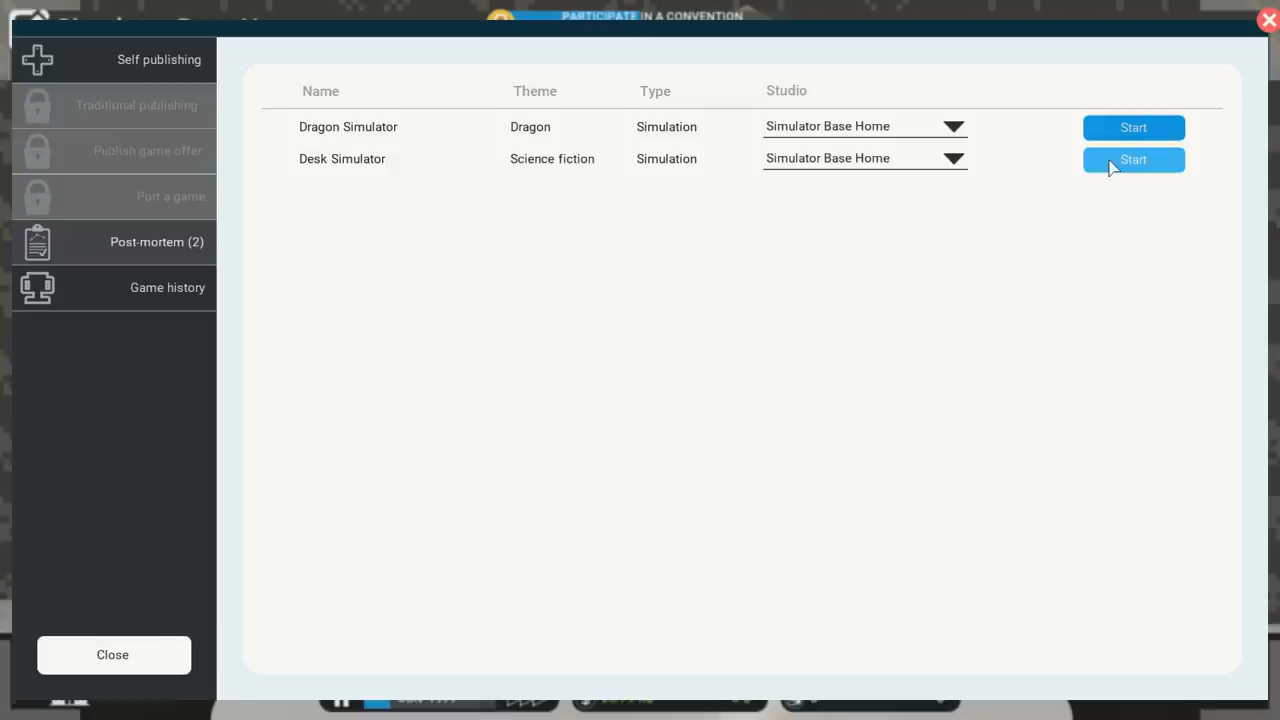 PARTICIPATE IN A CONVENTION
Self publishing
Traditional publishing
Publish game offer
Port a game
Post-mortem (2)
Game history
Close
Name Theme Type Studio
Dragon Simulator Dragon Simulation Simulator Base Home Start
Desk Simulator Science fiction Simulation Simulator Base Home Start